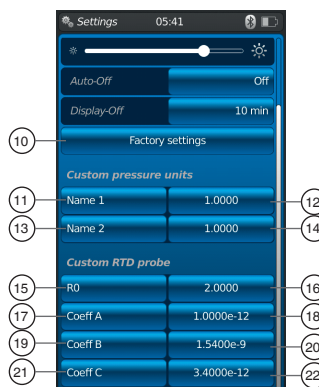 Settings 05:41
Auto-Off Off
Display-Off 10 min
10 Factory settings
Custom pressure units
11 Name 1 1.0000 12
13 Name 2 1.0000 14
Custom RTD probe
15 R0 2.0000 16
17 Coeff A 1.0000e-12 18
19 Coeff B 1.5400e-9 20
21 Coeff C 3.4000e-12 22